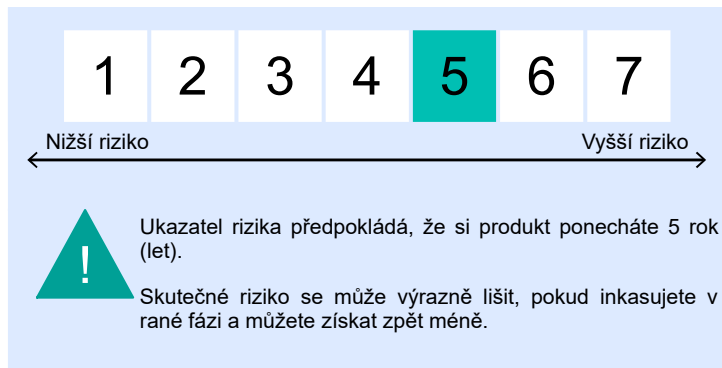 1 2 3 4 5 6 7
Nižší riziko Vyšší riziko
Ukazatel rizika předpokládá, že si produkt ponecháte 5 rok
(let).
!
Skutečné riziko se může výrazně lišit, pokud inkasujete v
rané fázi a můžete získat zpět méně.